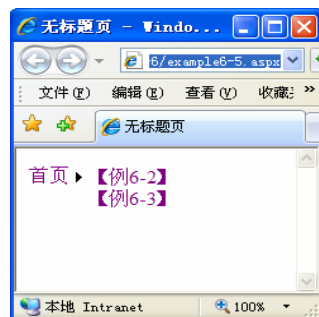 无标题页 - Windo...
6/example6-5.aspx
文件(F) 编辑(E) 查看(V) 收藏 »
无标题页
首页 【例6-2】
【例6-3】
本地 Intranet 100%